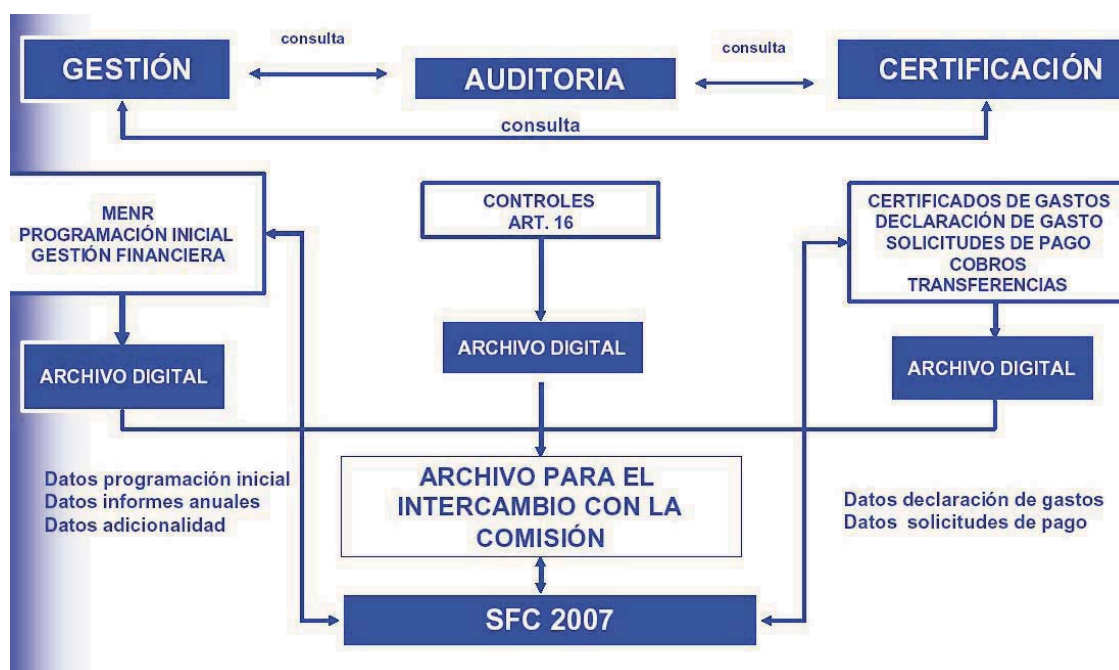 consulta
consulta
GESTIÓN
AUDITORIA
CERTIFICACIÓN
consulta
MENR
PROGRAMACIÓN INICIAL
GESTIÓN FINANCIERA
CONTROLES
ART. 16
CERTIFICADOS DE GASTOS
DECLARACIÓN DE GASTO
SOLICITUDES DE PAGO
COBROS
TRANSFERENCIAS
ARCHIVO DIGITAL
ARCHIVO DIGITAL
ARCHIVO DIGITAL
Datos programación inicial
Datos informes anuales
Datos adicionalidad
ARCHIVO PARA EL
INTERCAMBIO CON LA
COMISIÓN
Datos declaración de gastos
Datos solicitudes de pago
SFC 2007